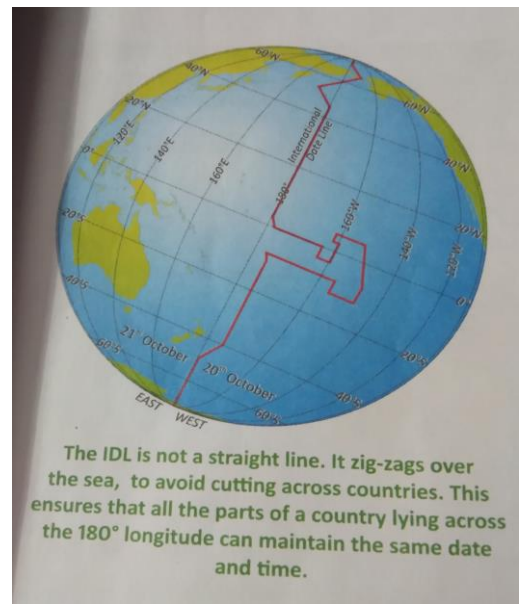 60°N
40°N
20°N
0°
20°S
40°S
60°S
120°E
140°E
160°E
180°
International
Date Line
160°W
140°W
120°W
60°N
40°N
20°N
0°
20°S
40°S
60°S
21st October
20th October
EAST WEST
The IDL is not a straight line. It zig-zags over
the sea, to avoid cutting across countries. This
ensures that all the parts of a country lying across
the 180° longitude can maintain the same date
and time.